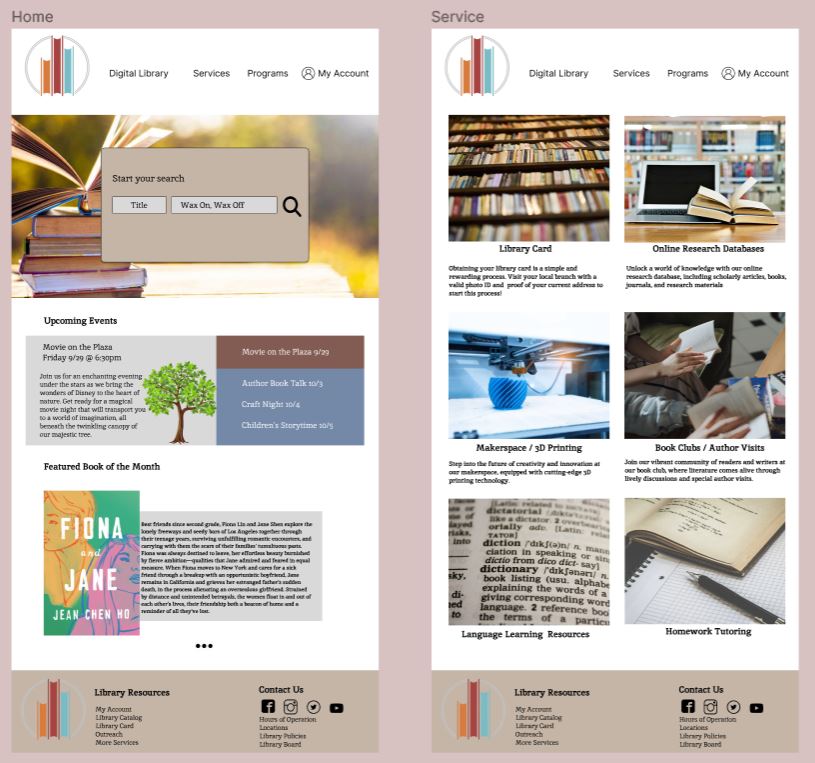 Home
Digital Library
Services
Programs
My Account
Start your search
Title
Wax On, Wax Off
Upcoming Events
Movie on the Plaza
Friday 9/29 @ 6:30pm
Join us for an enchanting evening
under the stars as we bring the
wonders of Disney to the heart of
nature. Get ready for a magical
movie night that will transport you
to a world of imagination, all
beneath the twinkling canopy of
our majestic tree.
Movie on the Plaza 9/29
Author Book Talk 10/3
Craft Night 10/4
Children's Storytime 10/5
Featured Book of the Month
FIONA
and
JANE
JEAN CHEN HO
Best friends since second grade, Fiona Lin and Jane Shen explore the
lonely freeways and seedy bars of Los Angeles together through
their teenage years, surviving unfulfilling romantic encounters, and
carrying with them the scars of their families' tumultuous pasts.
Fiona was always destined to leave, her effortless beauty burnished
by fierce ambition—qualities that Jane admired and feared in equal
measure. When Fiona moves to New York and cares for a sick
friend through a breakup with an opportunistic boyfriend, Jane
remains in California and grieves her estranged father's sudden
death, in the process alienating an overzealous girlfriend. Strained
by distance and unintended betrayals, the women float in and out of
each other's lives, their friendship both a beacon of home and a
reminder of all they've lost.
Library Resources
My Account
Library Catalog
Library Card
Outreach
More Services
Contact Us
Hours of Operation
Locations
Library Policies
Library Board
Service
Digital Library
Services
Programs
My Account
Library Card
Obtaining your library card is a simple and
rewarding process. Visit your local branch with a
valid photo ID and proof of your current address to
start this process!
Online Research Databases
Unlock a world of knowledge with our online
research database, including scholarly articles, books,
journals, and research materials
Makerspace / 3D Printing
Step into the future of creativity and innovation at
our makerspace, equipped with cutting-edge 3D
printing technology.
Book Clubs / Author Visits
Join our vibrant community of readers and writers at
our book club, where literature comes alive through
lively discussions and special author visits.
dictatorial
like a dictator.
orially adv. [Latin:
TATOR]
diction /'dɪkʃ(ə)n/ n.
ciation in speaking or
dictio from dico dict- say]
dictionary
book listing (usu.
explaining the words of a
giving corresponding word
language. 2 reference
the terms of a
Language Learning Resources
Homework Tutoring
Library Resources
My Account
Library Catalog
Library Card
Outreach
More Services
Contact Us
Hours of Operation
Locations
Library Policies
Library Board